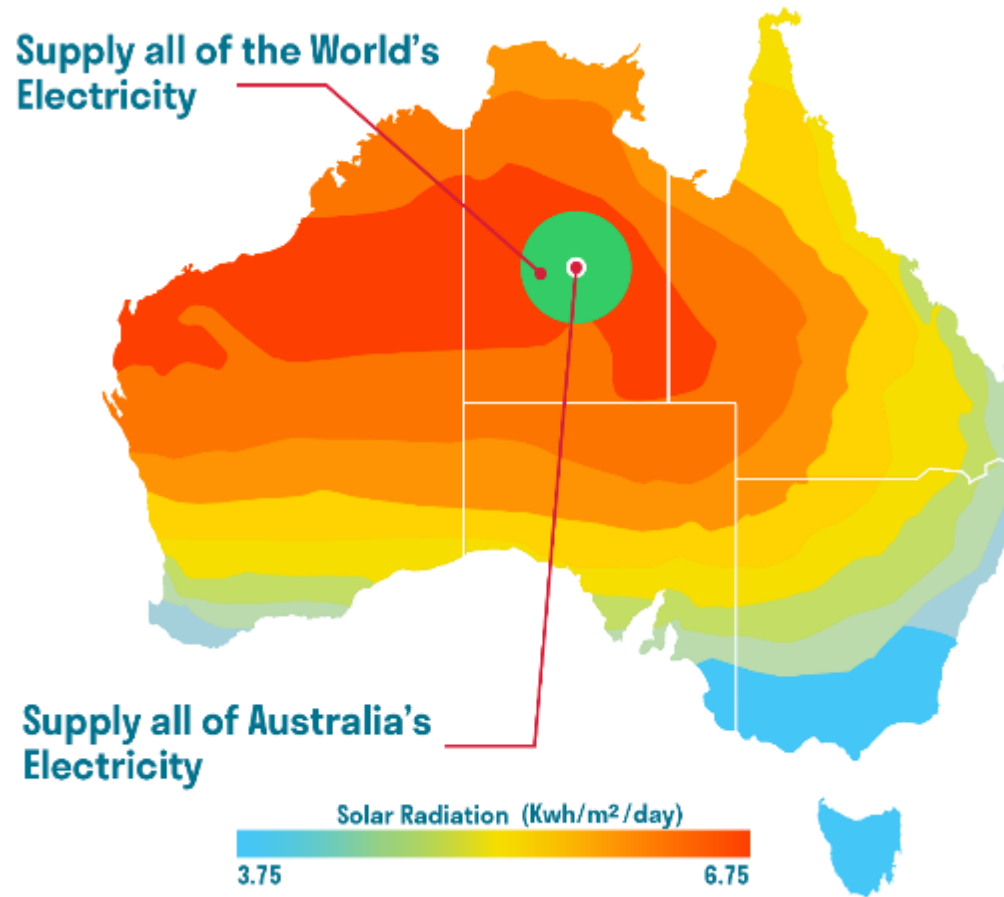 Supply all of the World's
Electricity
Supply all of Australia's
Electricity
Solar Radiation (Kwh/m²/day)
3.75
6.75